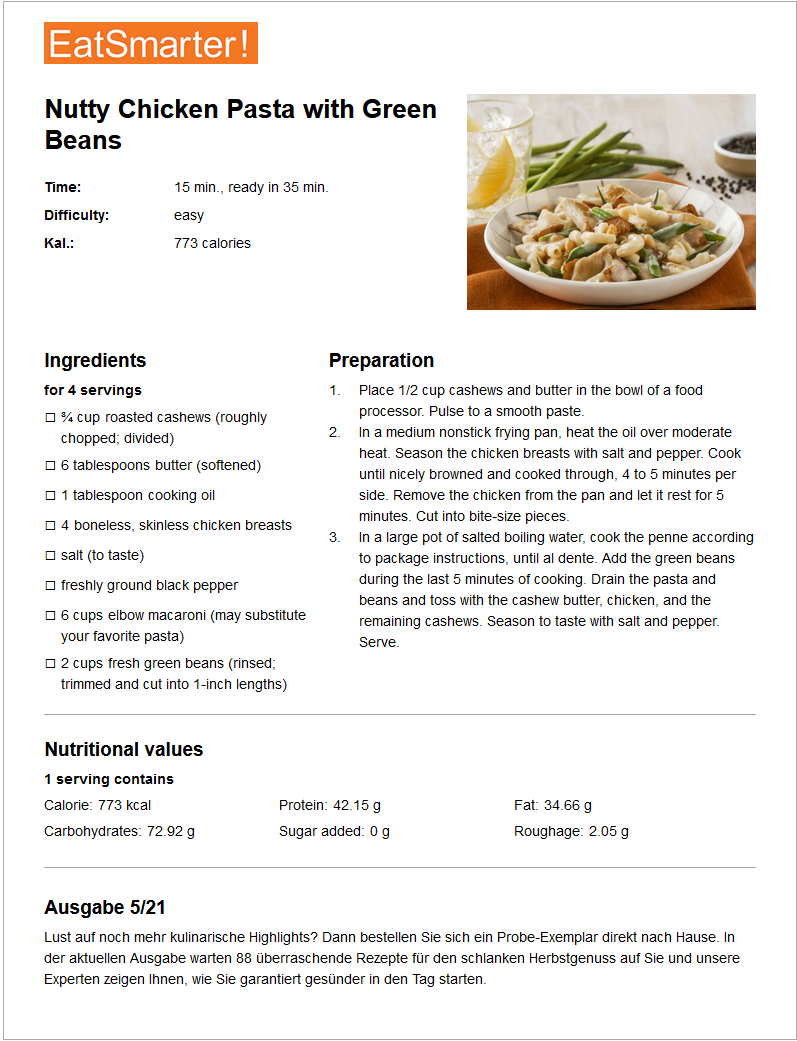 EatSmarter!
Nutty Chicken Pasta with Green
Beans
Time: 15 min., ready in 35 min.
Difficulty: easy
Kal.: 773 calories
Ingredients
for 4 servings
☐ ¾ cup roasted cashews (roughly
chopped; divided)
☐ 6 tablespoons butter (softened)
☐ 1 tablespoon cooking oil
☐ 4 boneless, skinless chicken breasts
☐ salt (to taste)
☐ freshly ground black pepper
☐ 6 cups elbow macaroni (may substitute
your favorite pasta)
☐ 2 cups fresh green beans (rinsed;
trimmed and cut into 1-inch lengths)
Preparation
1. Place 1/2 cup cashews and butter in the bowl of a food
processor. Pulse to a smooth paste.
2. In a medium nonstick frying pan, heat the oil over moderate
heat. Season the chicken breasts with salt and pepper. Cook
until nicely browned and cooked through, 4 to 5 minutes per
side. Remove the chicken from the pan and let it rest for 5
minutes. Cut into bite-size pieces.
3. In a large pot of salted boiling water, cook the penne according
to package instructions, until al dente. Add the green beans
during the last 5 minutes of cooking. Drain the pasta and
beans and toss with the cashew butter, chicken, and the
remaining cashews. Season to taste with salt and pepper.
Serve.
Nutritional values
1 serving contains
Calorie: 773 kcal Protein: 42.15 g Fat: 34.66 g
Carbohydrates: 72.92 g Sugar added: 0 g Roughage: 2.05 g
Ausgabe 5/21
Lust auf noch mehr kulinarische Highlights? Dann bestellen Sie sich ein Probe-Exemplar direkt nach Hause. In
der aktuellen Ausgabe warten 88 überraschende Rezepte für den schlanken Herbstgenuss auf Sie und unsere
Experten zeigen Ihnen, wie Sie garantiert gesünder in den Tag starten.